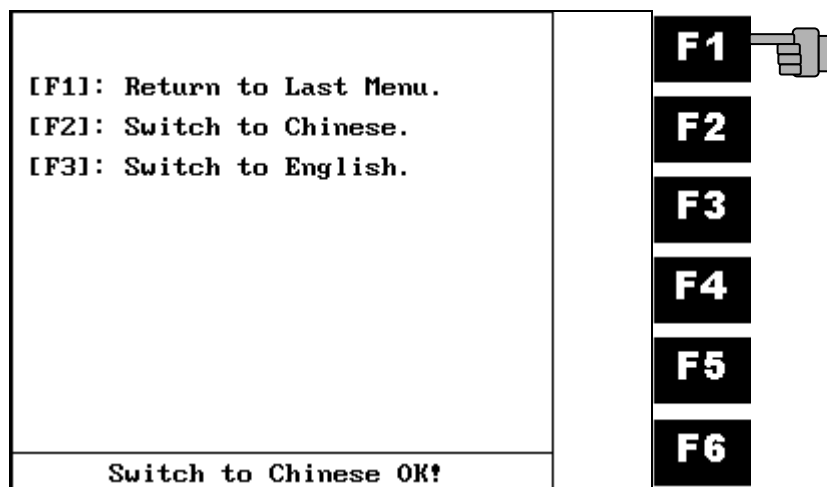 [F1]: Return to Last Menu.
[F2]: Switch to Chinese.
[F3]: Switch to English.
Switch to Chinese OK!
F1
F2
F3
F4
F5
F6